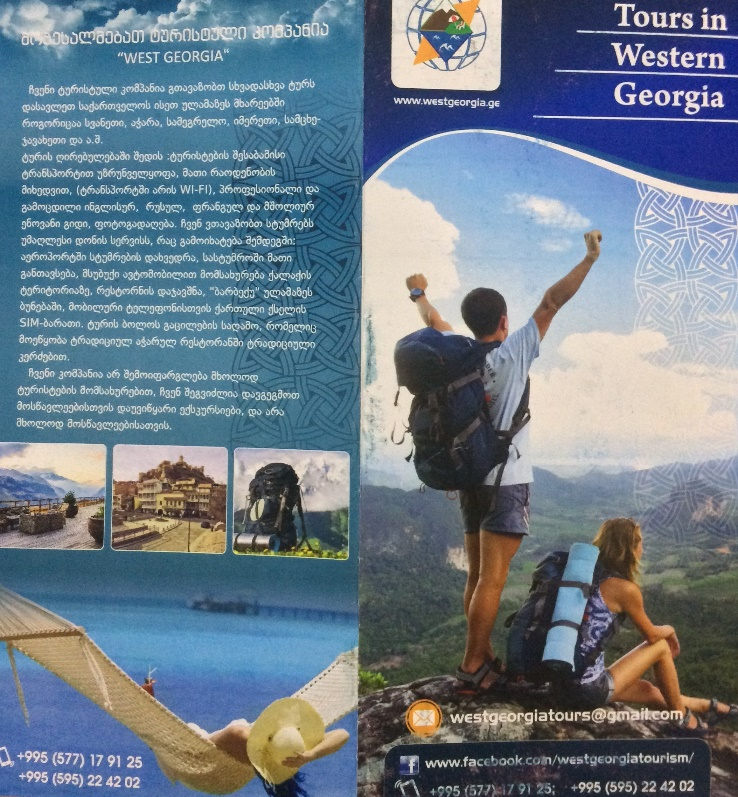 მოგესალმებათ ტურისტული კომპანია
“WEST GEORGIA“
ჩვენი ტურისტული კომპანია გთავაზობთ სხვადასხვა ტურს
დასავლეთ საქართველოს ისეთ ულამაზეს მხარეებში
როგორიცაა სვანეთი, აჭარა, სამეგრელო, იმერეთი, სამცხე-
ჯავახეთი და ა.შ.
ტურის ღირებულებაში შედის :ტურისტების შესაბამისი
ტრანსპორტით უზრუნველყოფა, მათი რაოდენობის
მიხედვით, (ტრანსპორტში არის WI-FI), პროფესიონალი და
გამოცდილი ინგლისურ, რუსულ, ფრანგულ და მშოლიურ
ენოვანი გიდი, ფოტოგადაღება. ჩვენ ვთავაზობთ სტუმრებს
უმაღლესი დონის სერვისს, რაც გამოიხატება შემდეგში:
აეროპორტში სტუმრების დახვედრა, სასტუმროში მათი
განთავსება, მსუბუქი ავტომობილით მომსახურება ქალაქის
ტერიტორიაზე, რესტორნის დაჯავშნა, “ბარბექუ” ულამაზეს
ბუნებაში, მობილური ტელეფონისთვის ქართული ქსელის
SIM-ბარათი. ტურის ბოლოს გაცილების საღამო, რომელიც
მოეწყობა ტრადიციულ აჭარულ რესტორანში ტრადიციული
კერძებით.
ჩვენი კომპანია არ შემოიფარგლება მხოლოდ
ტურისტების მომსახურებით, ჩვენ შეგვიძლია დავგეგმოთ
მოსწავლეებისთვის დაუვიწყარი ექსკურსიები, და არა
მხოლოდ მოსწავლეებისათვის.
+995 (577) 17 91 25
+995 (595) 22 42 02
www.westgeorgia.ge
Tours in
Western
Georgia
westgeorgiatours@gmail.com
www.facebook.com/westgeorgiatourism/
+995 (577) 17 91 25; +995 (595) 22 42 02